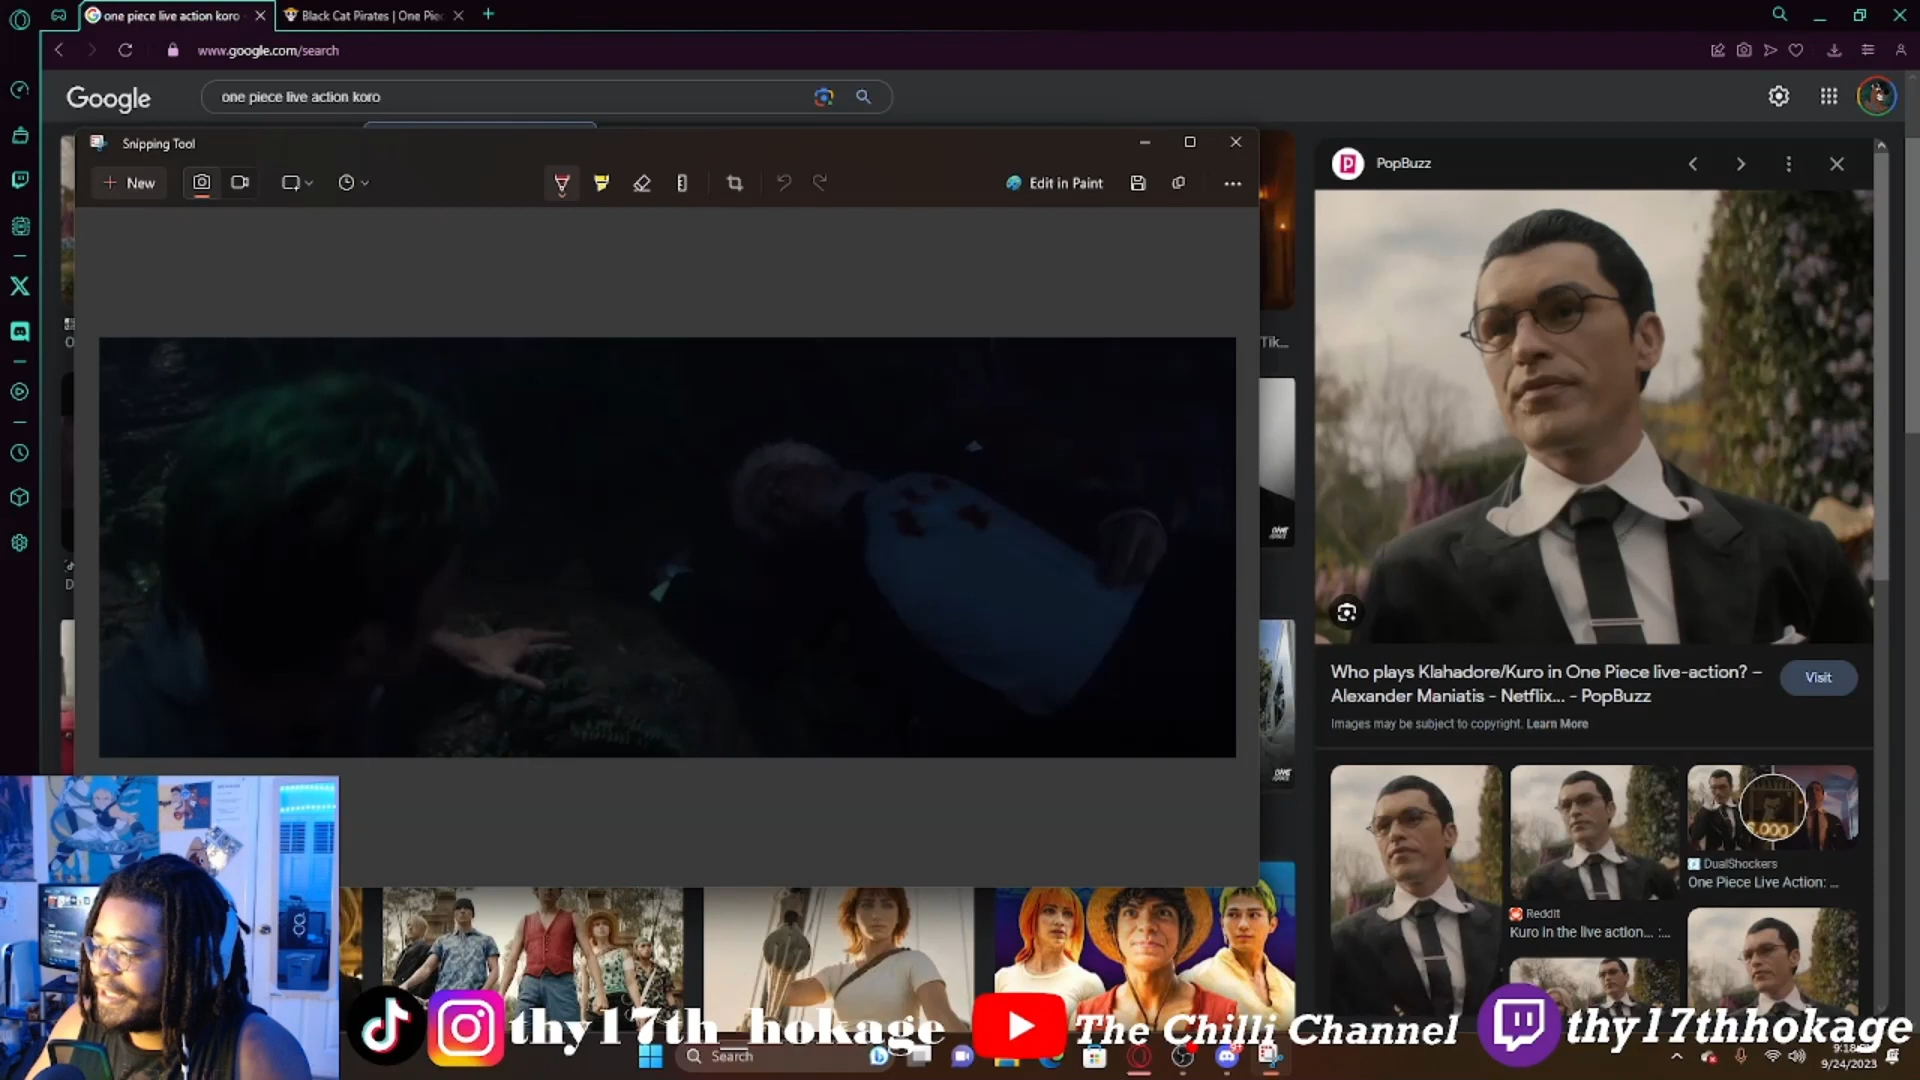 one piece live action koro
Black Cat Pirates | One Piec
www.google.com/search
Google
one piece live action koro
Snipping Tool
New
Edit in Paint
PopBuzz
Tik...
Who plays Klahadore/Kuro in One Piece live-action? –
Alexander Maniatis - Netflix... - PopBuzz
Visit
Images may be subject to copyright. Learn More
DualShockers
One Piece Live Action: ...
Reddit
Kuro in the live action... :...
thy17th_hokage
The Chilli Channel
thy17thhokage
Search
9:18
9/24/2023